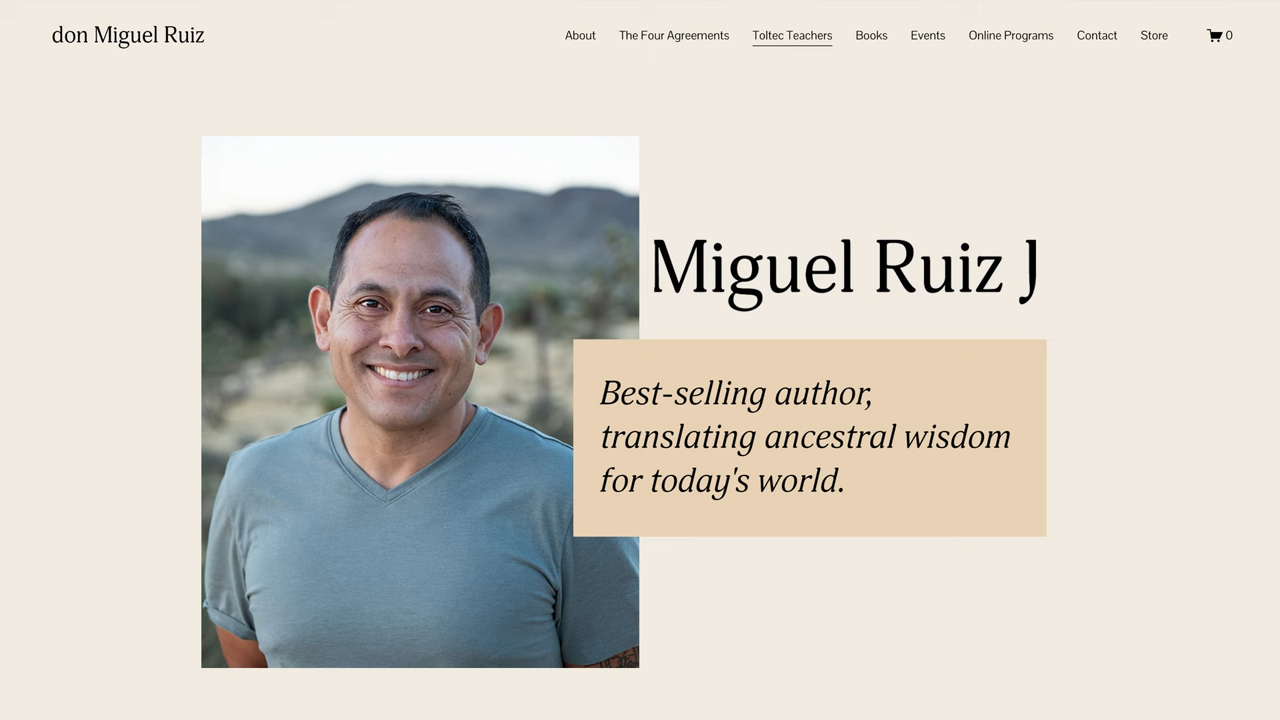 don Miguel Ruiz
About The Four Agreements Toltec Teachers Books Events Online Programs Contact Store 0
Miguel Ruiz J
Best-selling author,
translating ancestral wisdom
for today's world.